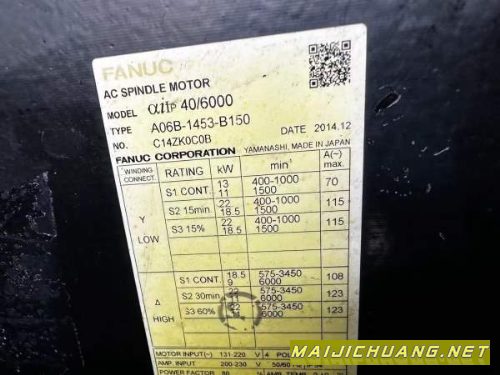 FANUC
AC SPINDLE MOTOR
MODEL αiIP 40/6000
TYPE A06B-1453-B150
NO. C14ZK0C0B DATE 2014.12
FANUC CORPORATION YAMANASHI, MADE IN JAPAN
WINDING CONNECT. RATING kW min⁻¹ A(~) max.
Y LOW
S1 CONT. 13 400-1000 70
11 1500
S2 15min 22 400-1000 115
18.5 1500
S3 15% 22 400-1000 115
18.5 1500
Δ HIGH
S1 CONT. 18.5 575-3450 108
9 6000
S2 30min 22 575-3450 123
6000
S3 60% 575-3450 123
6000
MOTOR INPUT(~) 131-220 V 4
AMP. INPUT 200-230 V
POWER FACTOR
MAIJICHUANG.NET